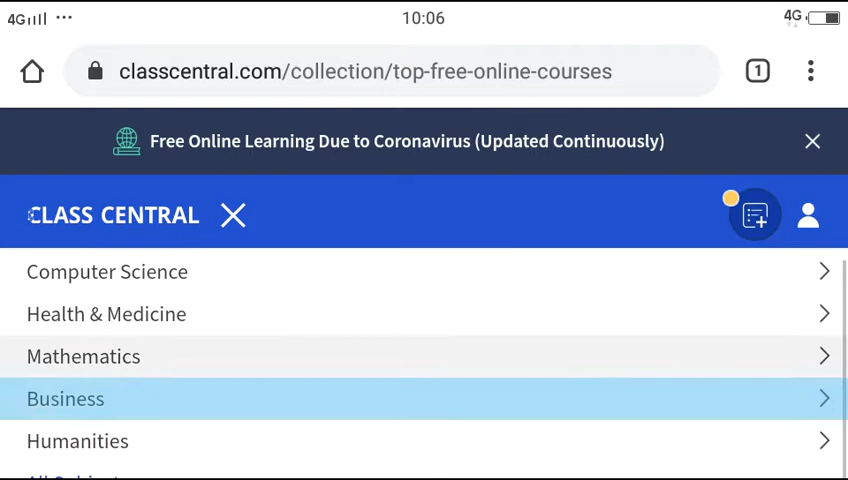 4G 10:06 4G
classcentral.com/collection/top-free-online-courses 1
Free Online Learning Due to Coronavirus (Updated Continuously)
CLASS CENTRAL
Computer Science
Health & Medicine
Mathematics
Business
Humanities